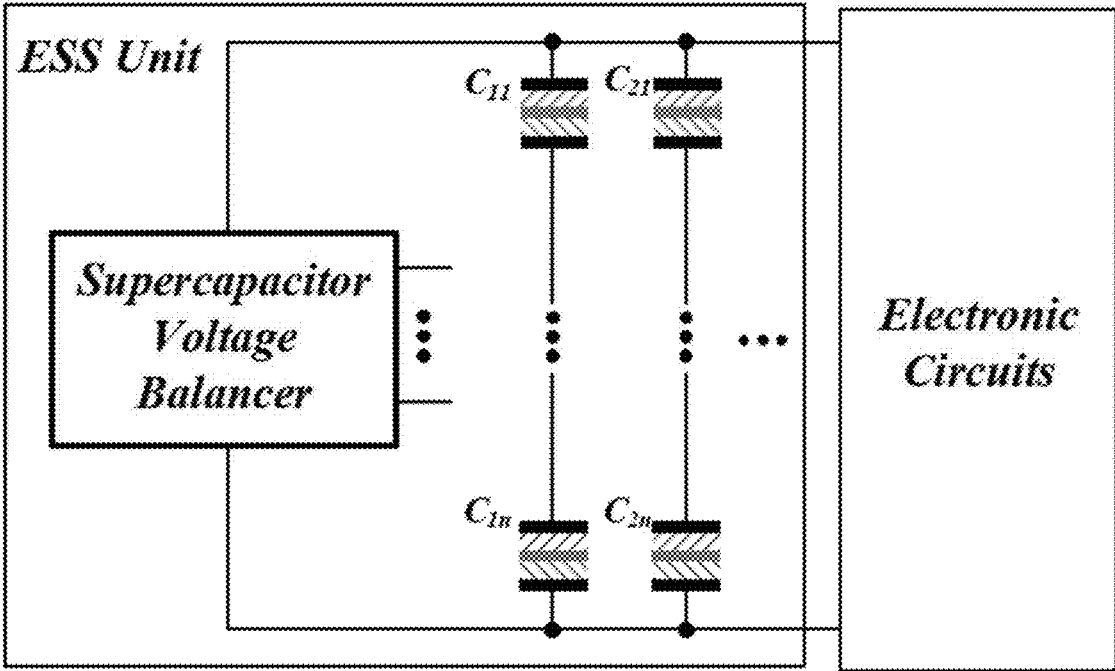 ESS Unit
C11
C21
Supercapacitor
Voltage
Balancer
Electronic
Circuits
C1n
C2n